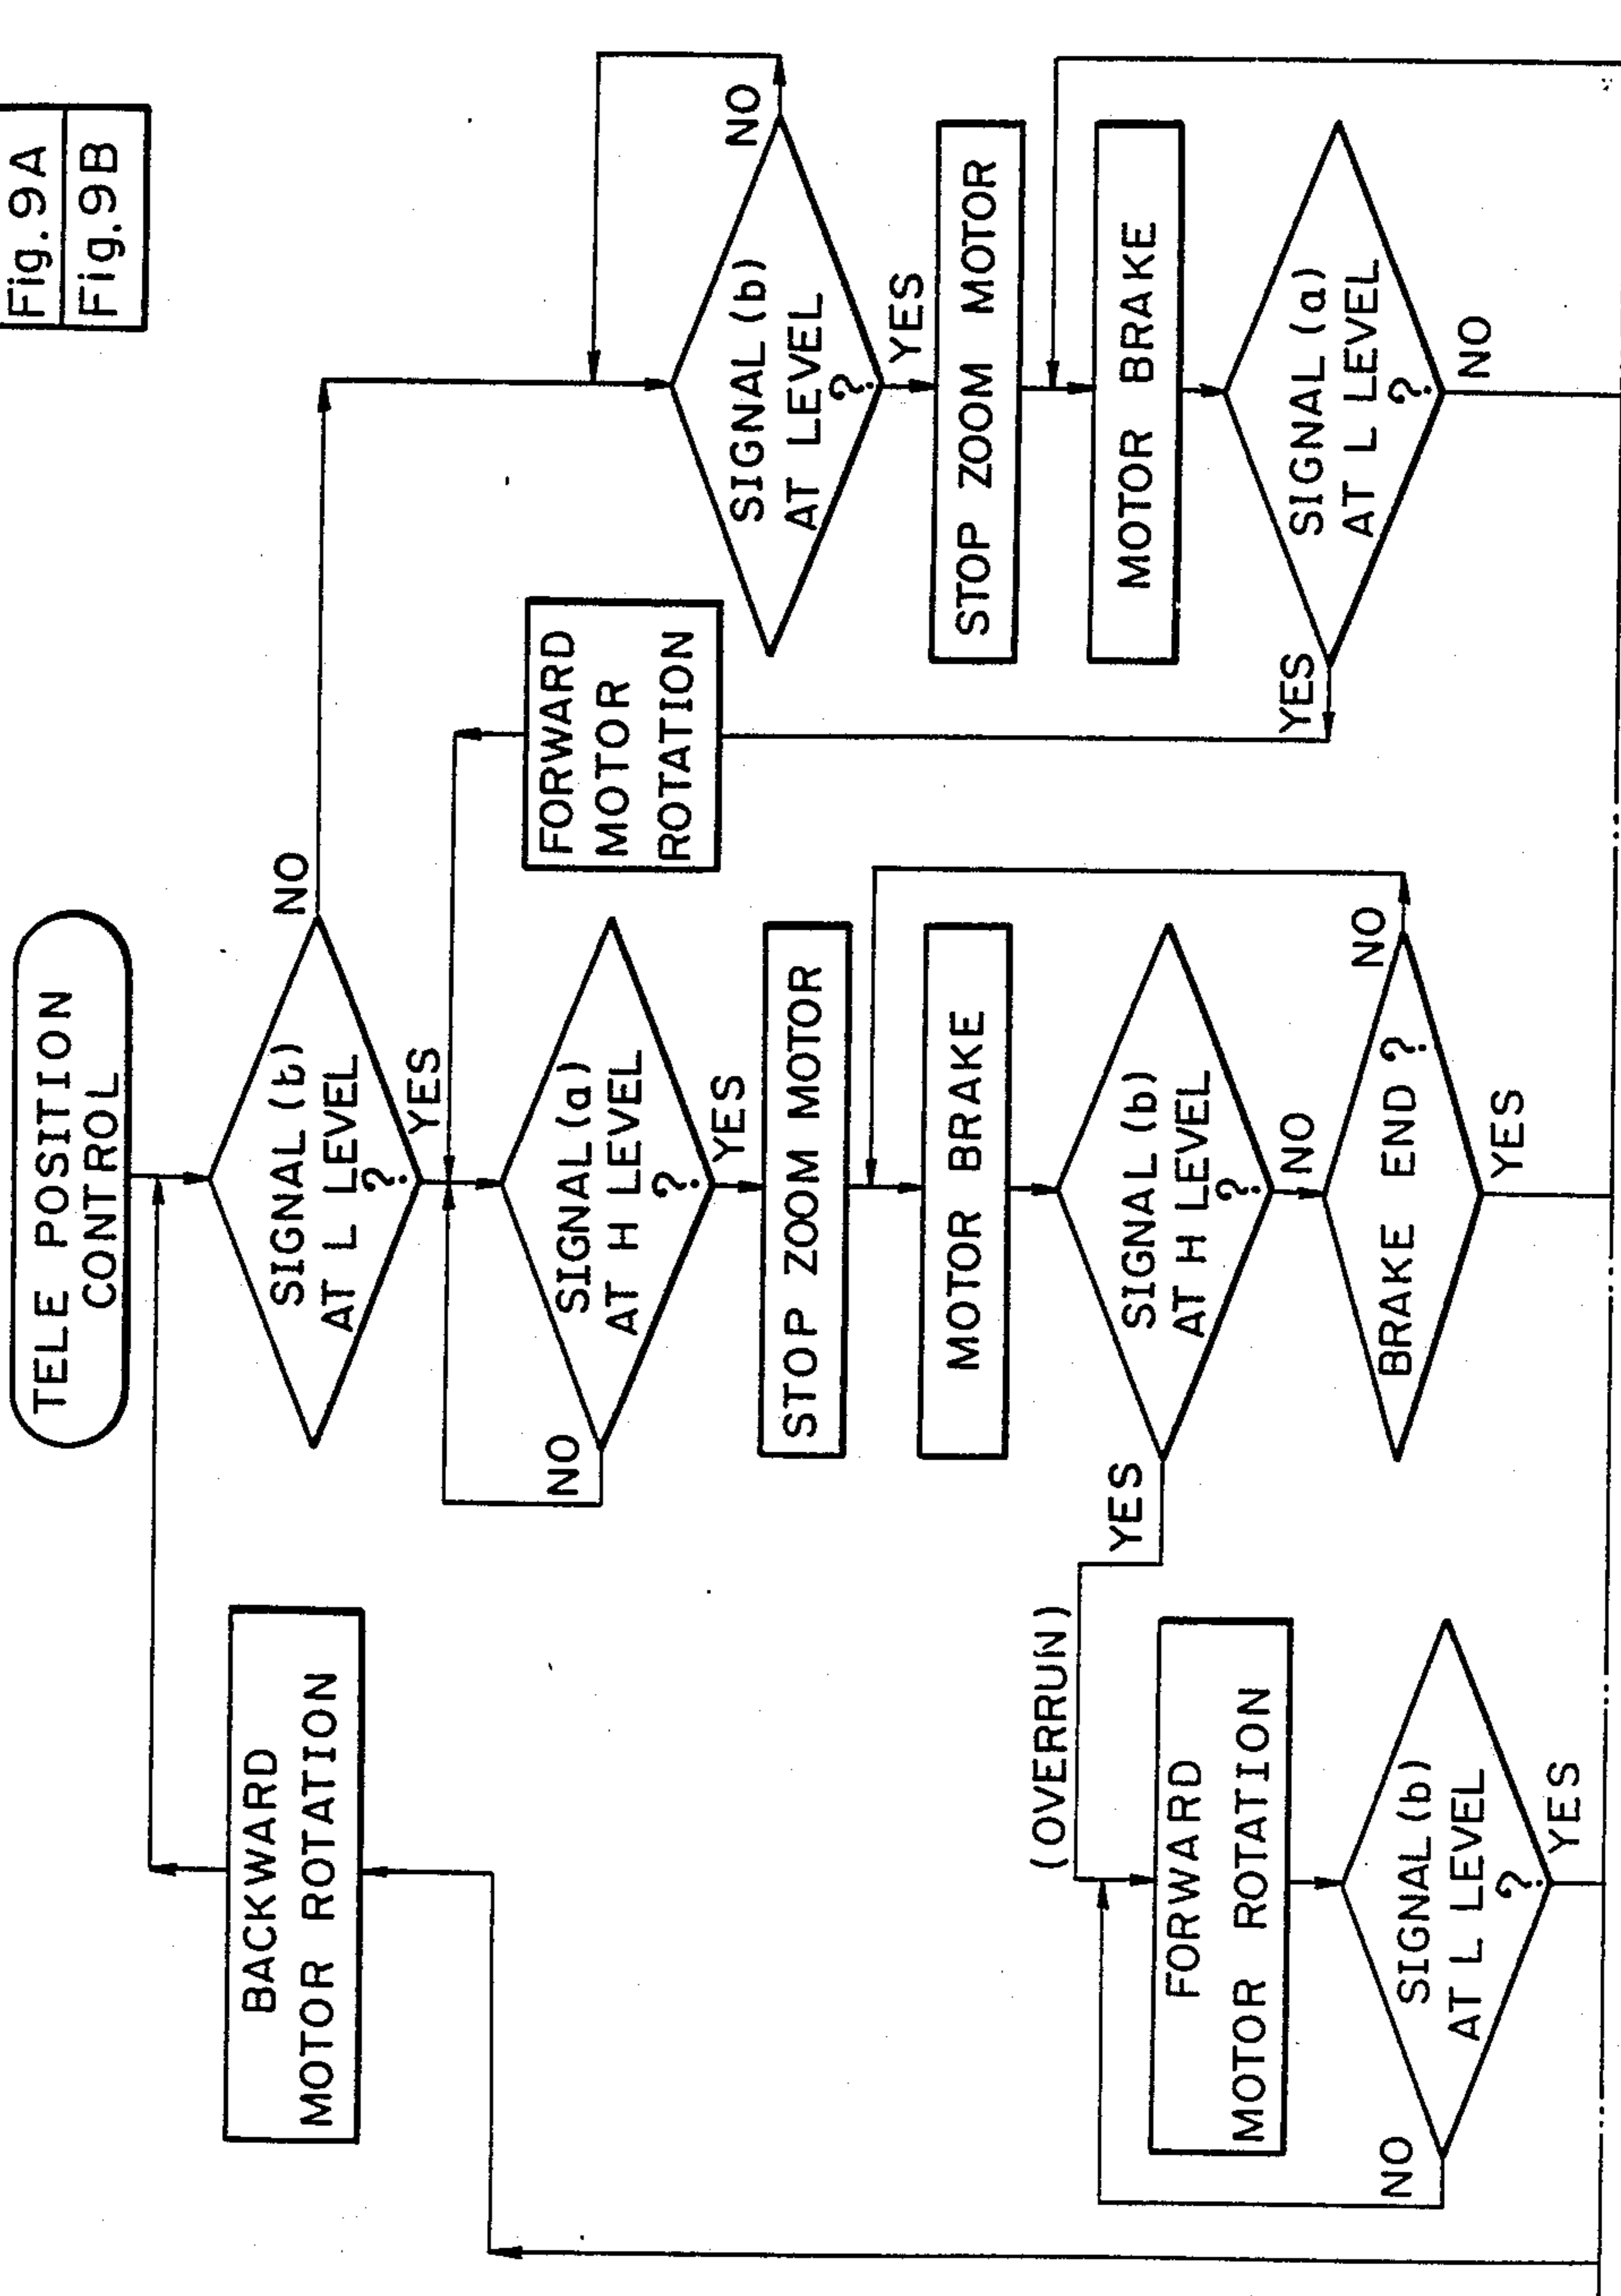 Fig.9A
Fig.9B
TELE POSITION
CONTROL
BACKWARD
MOTOR ROTATION
SIGNAL (t)
AT L LEVEL
?
NO
YES
SIGNAL (a)
AT H LEVEL
?
NO
YES
STOP ZOOM MOTOR
MOTOR BRAKE
SIGNAL (b)
AT H LEVEL
?
YES
NO
BRAKE END ?
NO
YES
(OVERRUN)
FORWARD
MOTOR ROTATION
SIGNAL (b)
AT L LEVEL
?
NO
YES
FORWARD
MOTOR
ROTATION
SIGNAL (b)
AT LEVEL
?
NO
YES
STOP ZOOM MOTOR
MOTOR BRAKE
SIGNAL (a)
AT L LEVEL
?
YES
NO